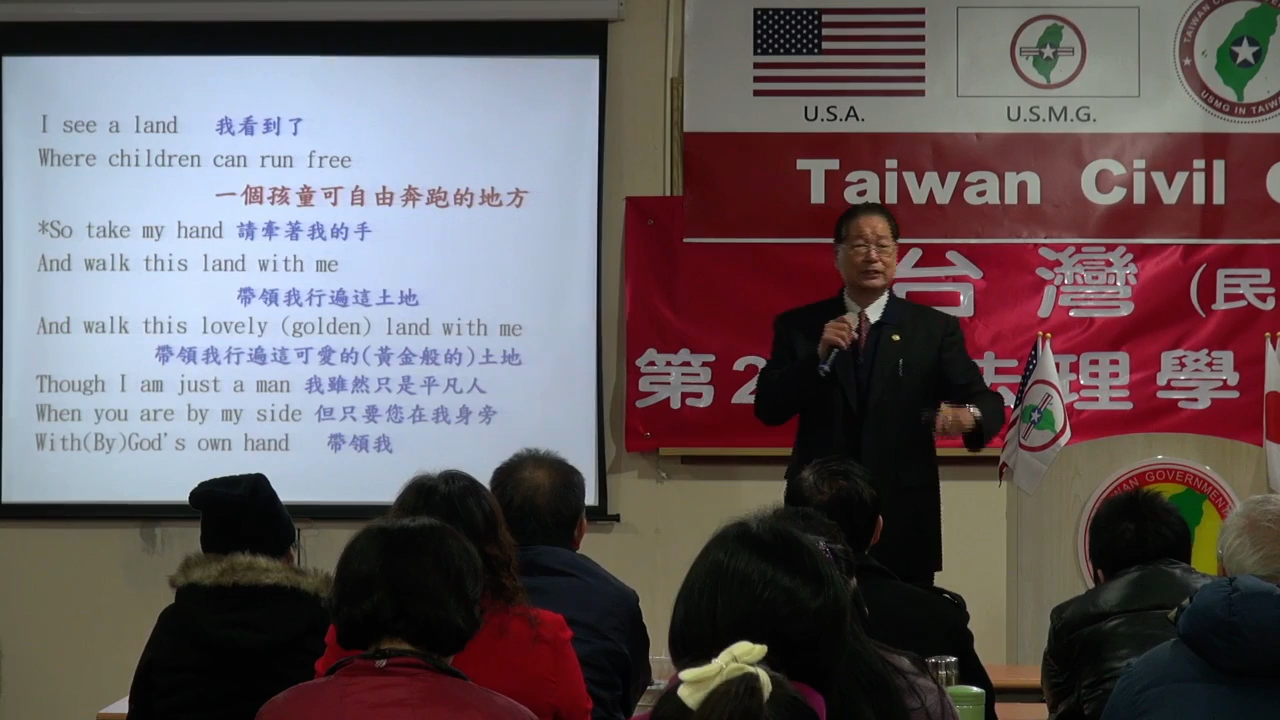 I see a land 我看到了
Where children can run free
一個孩童可自由奔跑的地方
*So take my hand 請牽著我的手
And walk this land with me
帶領我行遍這土地
And walk this lovely (golden) land with me
帶領我行遍這可愛的(黃金般的)土地
Though I am just a man 我雖然只是平凡人
When you are by my side 但只要您在我身旁
With(By)God's own hand 帶領我
U.S.A.
U.S.M.G.
USMG IN TAIWAN
Taiwan Civil
台灣(民
第2
法理學
GOVERNMENT